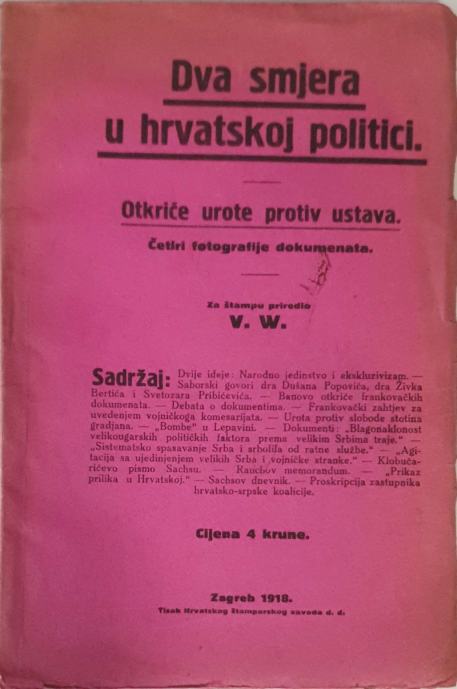 Dva smjera
u hrvatskoj politici.
Otkriće urote protiv ustava.
Četiri fotografije dokumenata.
Za štampu priredio
V. W.
Sadržaj: Dvije ideje: Narodno jedinstvo i ekskluzivizam. —
Saborski govori dra Dušana Popovića, dra Živka
Bertića i Svetozara Pribičevića. — Banovo otkriće frankovačkih
dokumenata. — Debata o dokumentima. — Frankovački zahtjev za
uvedenjem vojničkoga komesarijata. — Urota protiv slobode stotina
gradjana. — „Bombe“ u Lepavini. — Dokumenti: „Blagonaklonost
velikougarskih političkih faktora prema velikim Srbima traje.“ —
„Sistematsko spasavanje Srba i srbofila od ratne službe.“ — „Agi-
tacija sa ujedinjenjem velikih Srba i vojničke stranke.“ — Klobuča-
rićevo pismo Sachsu. — Rauchov memorandum. — „Prikaz
prilika u Hrvatskoj.“ — Sachsov dnevnik. — Proskripcija zastupnika
hrvatsko-srpske koalicije.
Cijena 4 krune.
Zagreb 1918.
Tisak Hrvatskog štamparskog zavoda d. d.